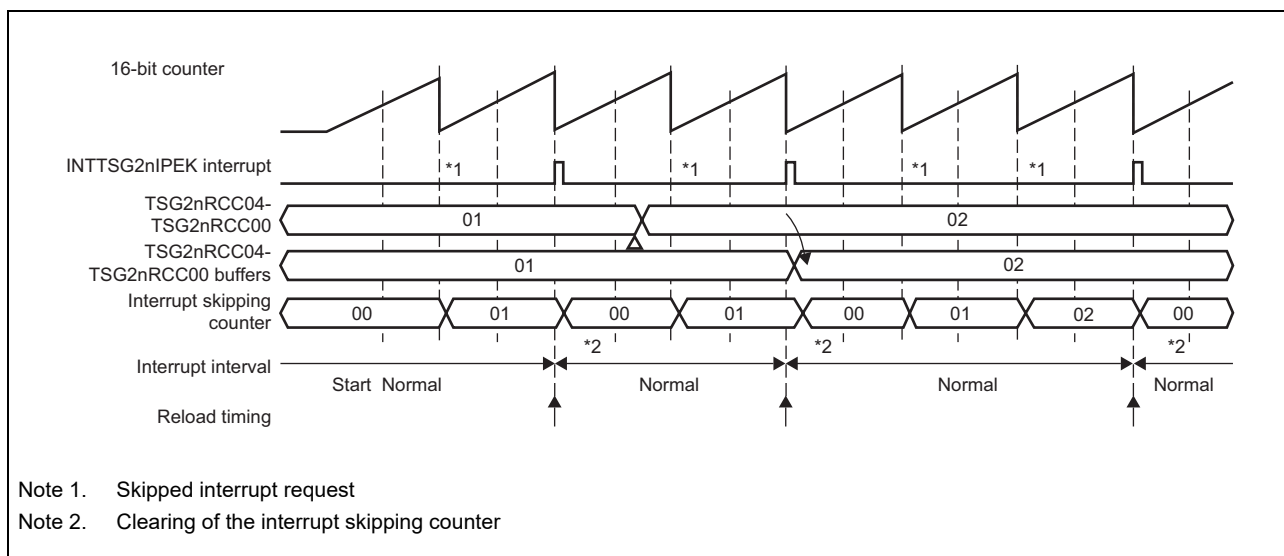 16-bit counter
INTTSG2nIPEK interrupt
*1 *1 *1 *1
TSG2nRCC04-
TSG2nRCC00
01 02
TSG2nRCC04-
TSG2nRCC00 buffers
01 02
Interrupt skipping
counter
00 01 00 01 00 01 02 00
*2 *2 *2
Interrupt interval
Start Normal Normal Normal Normal
Reload timing
Note 1. Skipped interrupt request
Note 2. Clearing of the interrupt skipping counter